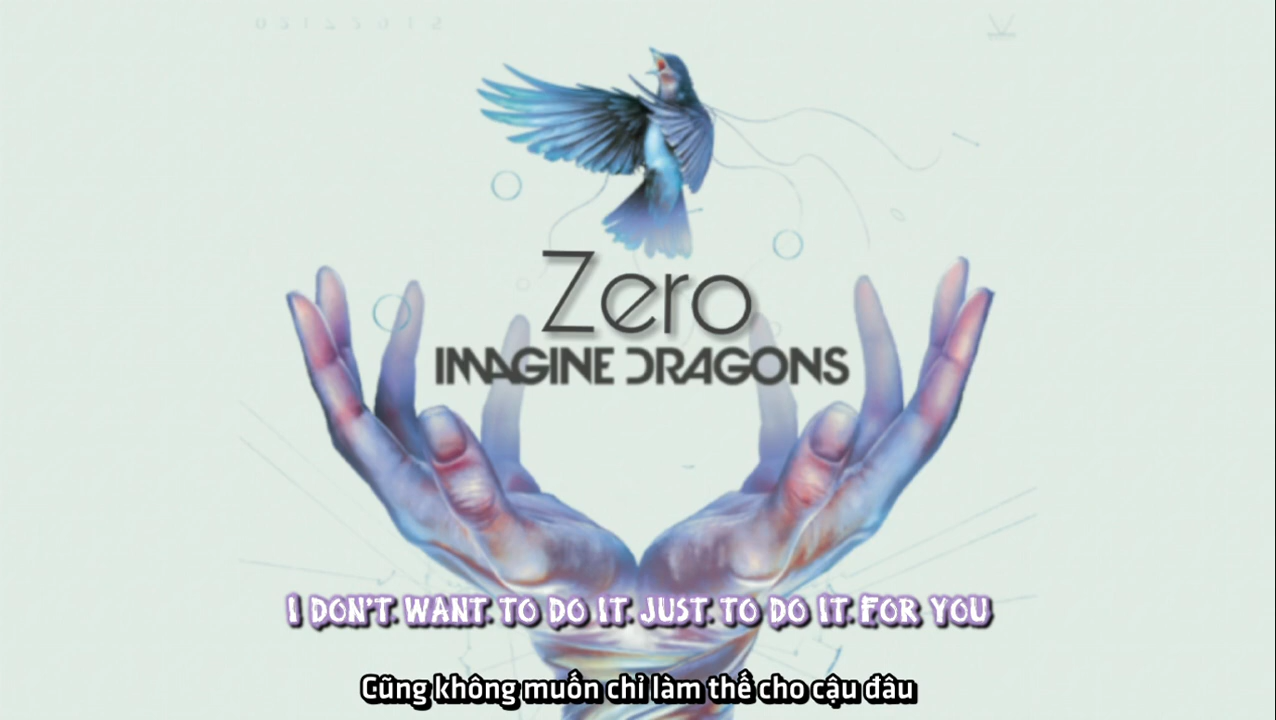 Zero
IMAGINE DRAGONS
I DON'T WANT TO DO IT JUST TO DO IT FOR YOU
Cũng không muốn chỉ làm thế cho cậu đâu